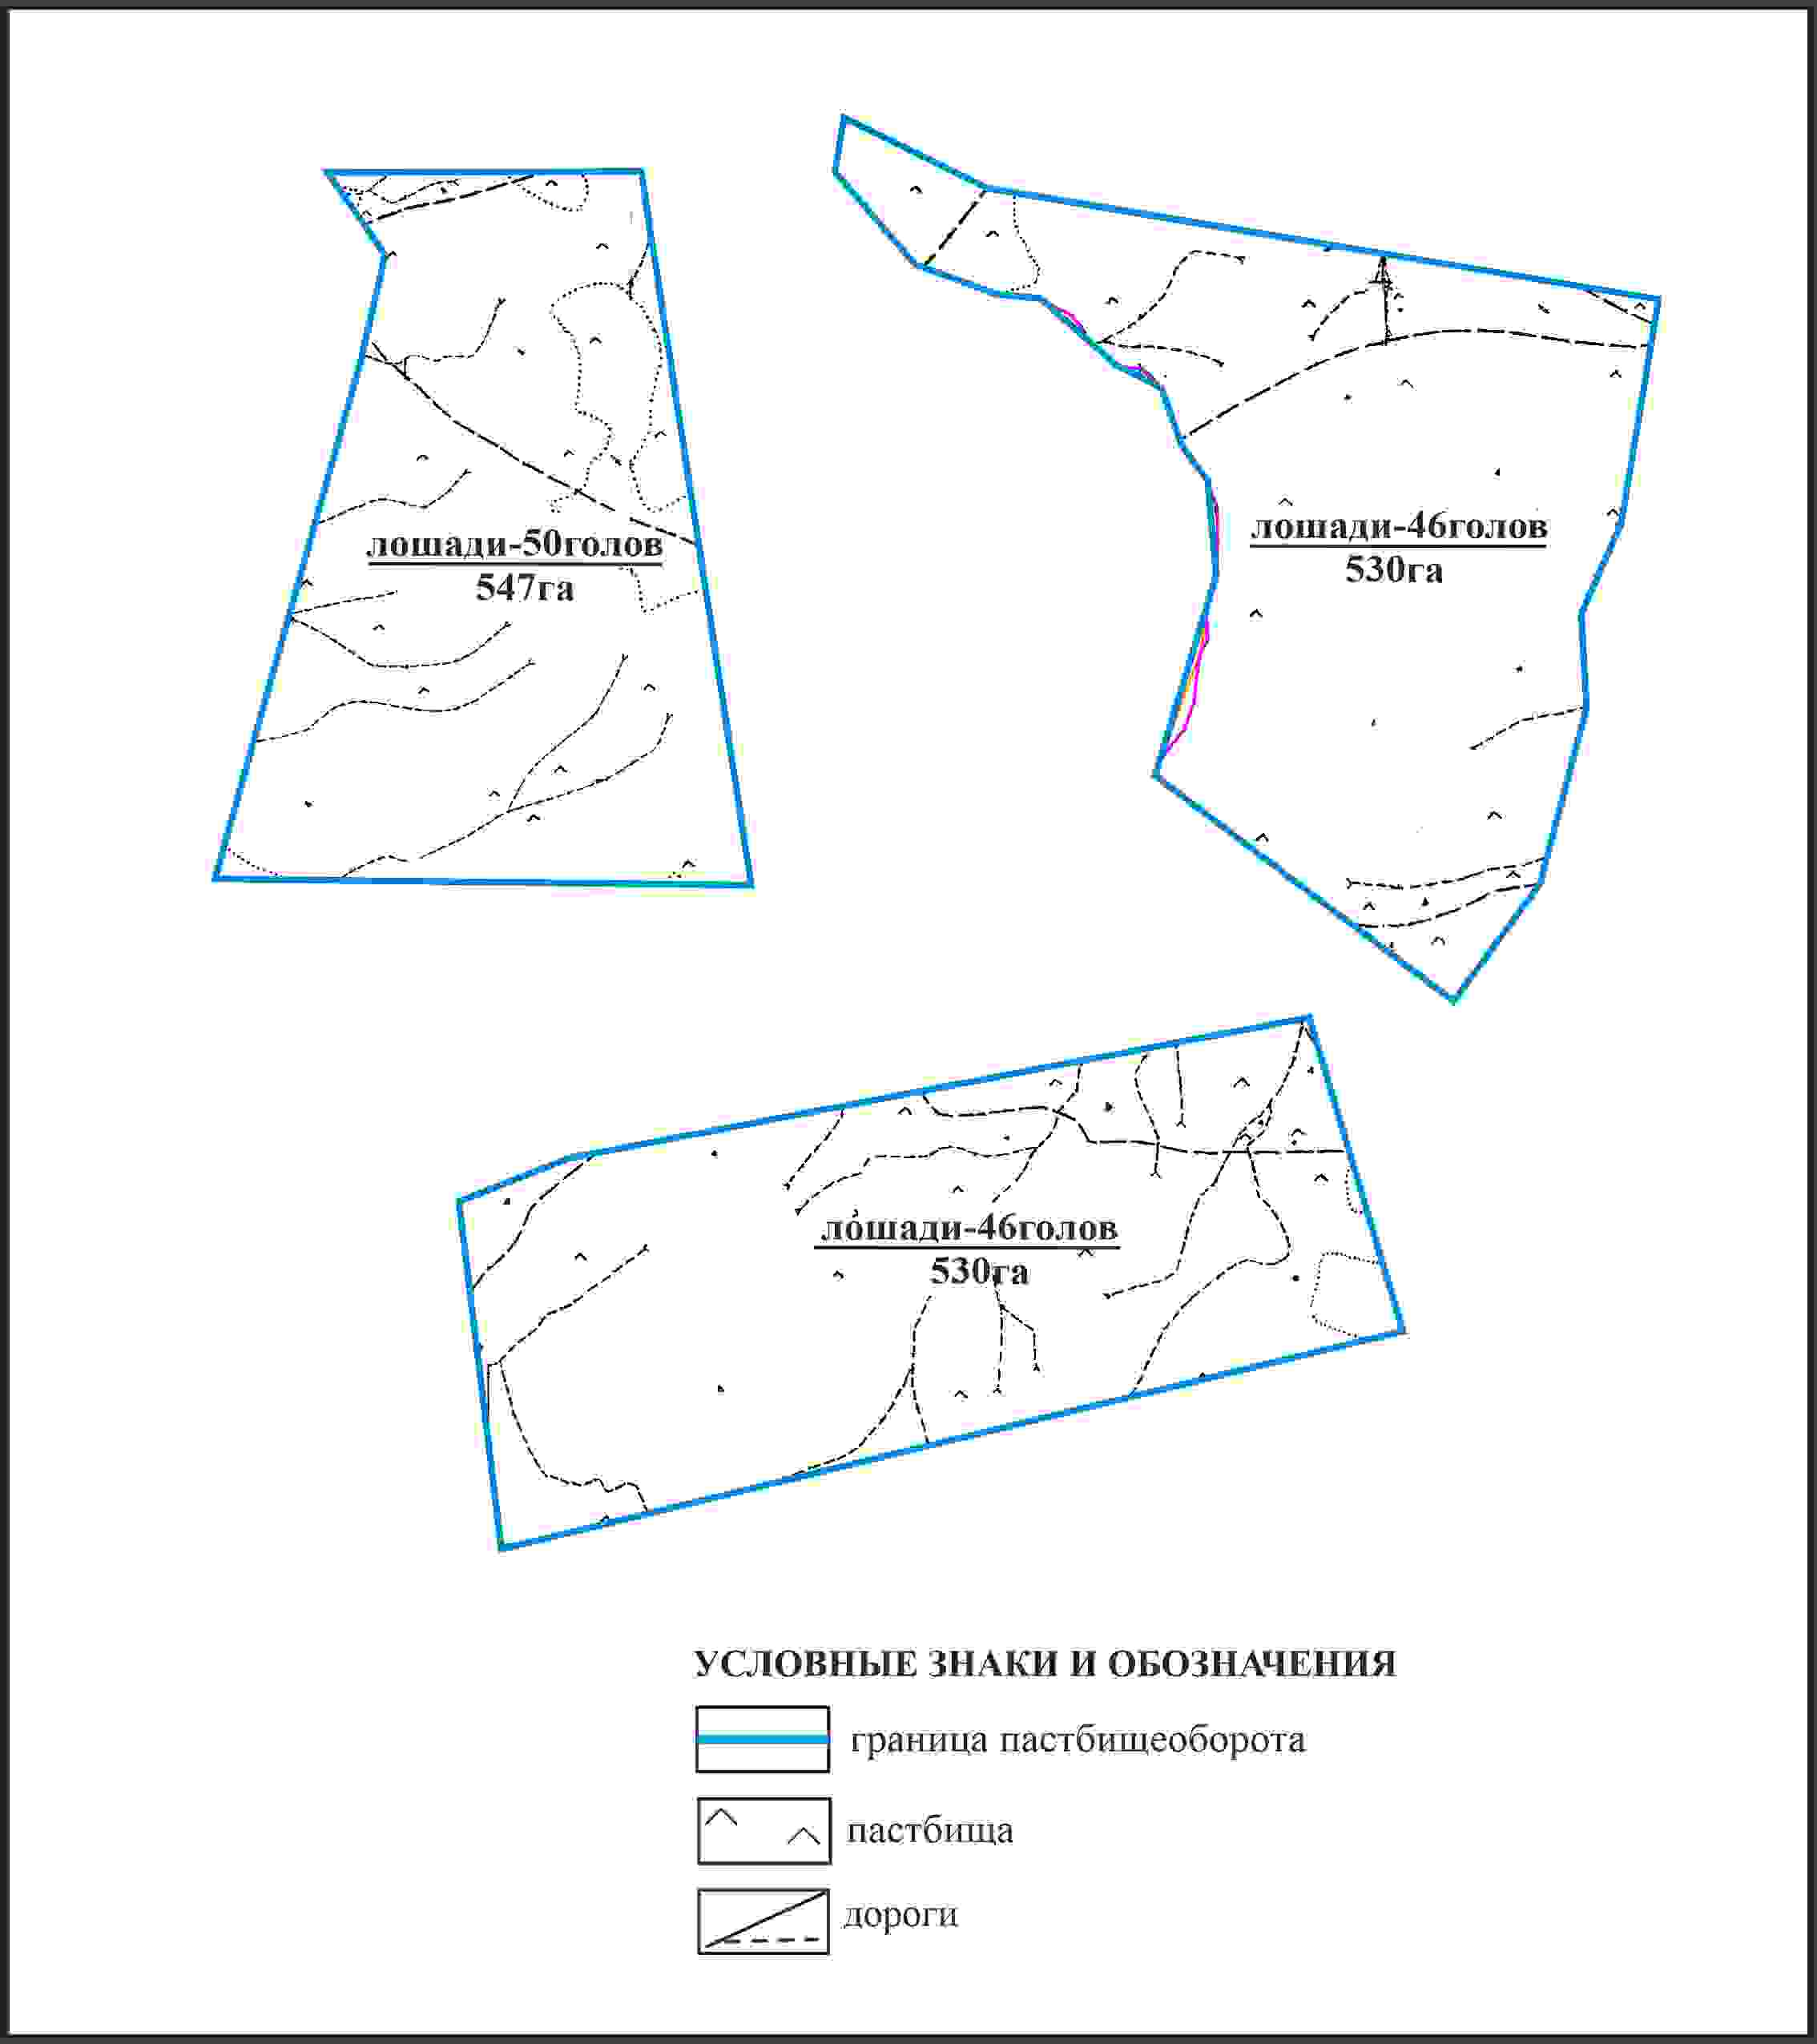 лошади-50голов
547га
лошади-46голов
530га
лошади-46голов
530га
УСЛОВНЫЕ ЗНАКИ И ОБОЗНАЧЕНИЯ
граница пастбищеоборота
пастбища
дороги